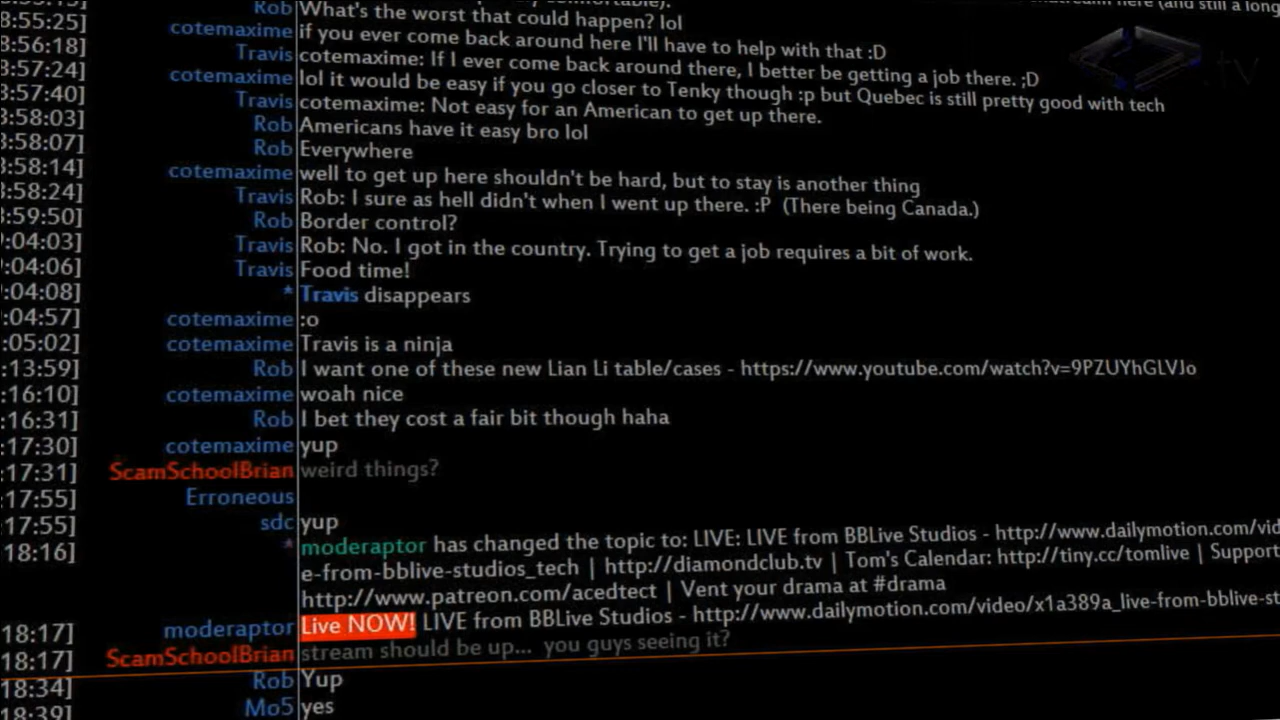 8:55:25] Rob What's the worst that could happen? lol
cotemaxime if you ever come back around here I'll have to help with that :D
8:56:18] Travis cotemaxime: If I ever come back around there, I better be getting a job there. ;D
8:57:24] cotemaxime lol it would be easy if you go closer to Tenky though :p but Quebec is still pretty good with tech
8:57:40] Travis cotemaxime: Not easy for an American to get up there.
8:58:03] Rob Americans have it easy bro lol
8:58:07] Rob Everywhere
8:58:14] cotemaxime well to get up here shouldn't be hard, but to stay is another thing
8:58:24] Travis Rob: I sure as hell didn't when I went up there. :P (There being Canada.)
8:59:50] Rob Border control?
9:04:03] Travis Rob: No. I got in the country. Trying to get a job requires a bit of work.
:04:06] Travis Food time!
:04:08] * Travis disappears
:04:57] cotemaxime :o
:05:02] cotemaxime Travis is a ninja
:13:59] Rob I want one of these new Lian Li table/cases - https://www.youtube.com/watch?v=9PZUYhGLVJo
:16:10] cotemaxime woah nice
:16:31] Rob I bet they cost a fair bit though haha
:17:30] cotemaxime yup
:17:31] ScamSchoolBrian weird things?
:17:55] Erroneous
:17:55] sdc yup
18:16] * moderaptor has changed the topic to: LIVE: LIVE from BBLive Studios - http://www.dailymotion.com/vid
e-from-bblive-studios_tech | http://diamondclub.tv | Tom's Calendar: http://tiny.cc/tomlive | Support
http://www.patreon.com/acedtect | Vent your drama at #drama
18:17] moderaptor Live NOW! LIVE from BBLive Studios - http://www.dailymotion.com/video/x1a389a_live-from-bblive-st
18:17] ScamSchoolBrian stream should be up... you guys seeing it?
18:34] Rob Yup
18:39] Mo5 yes
.tv